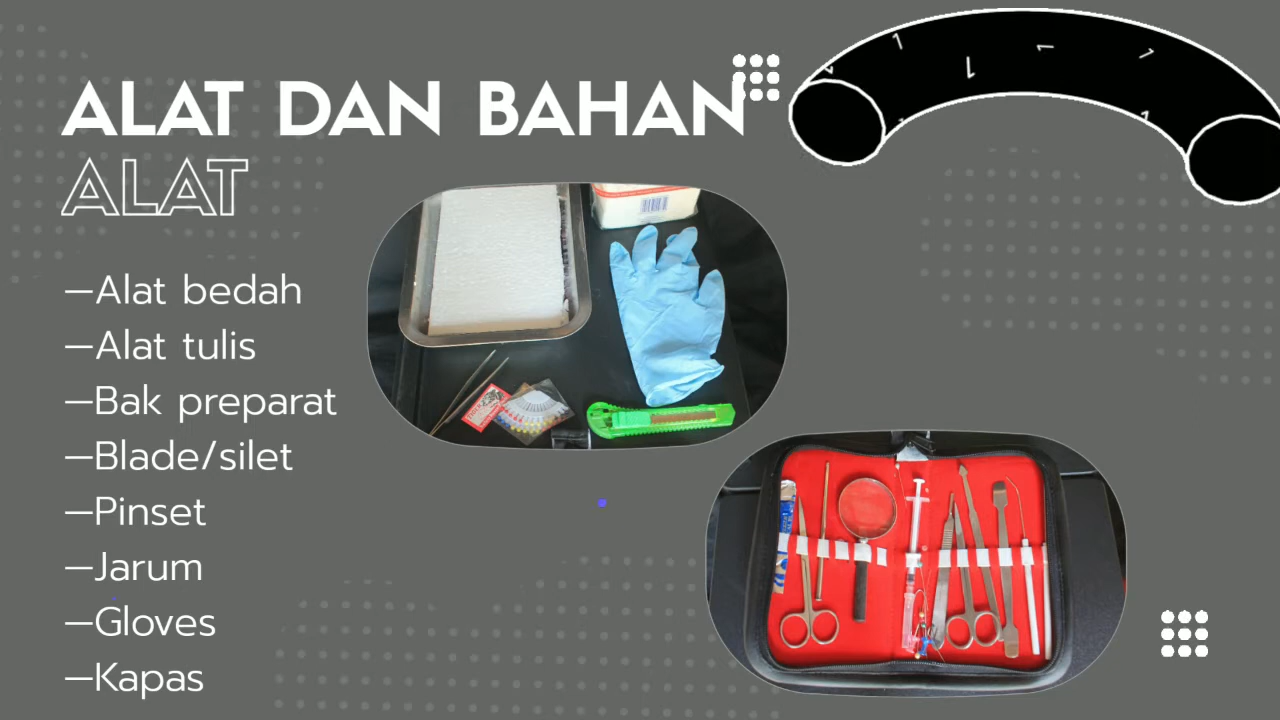 ALAT DAN BAHAN
ALAT
—Alat bedah
—Alat tulis
—Bak preparat
—Blade/silet
—Pinset
—Jarum
—Gloves
—Kapas